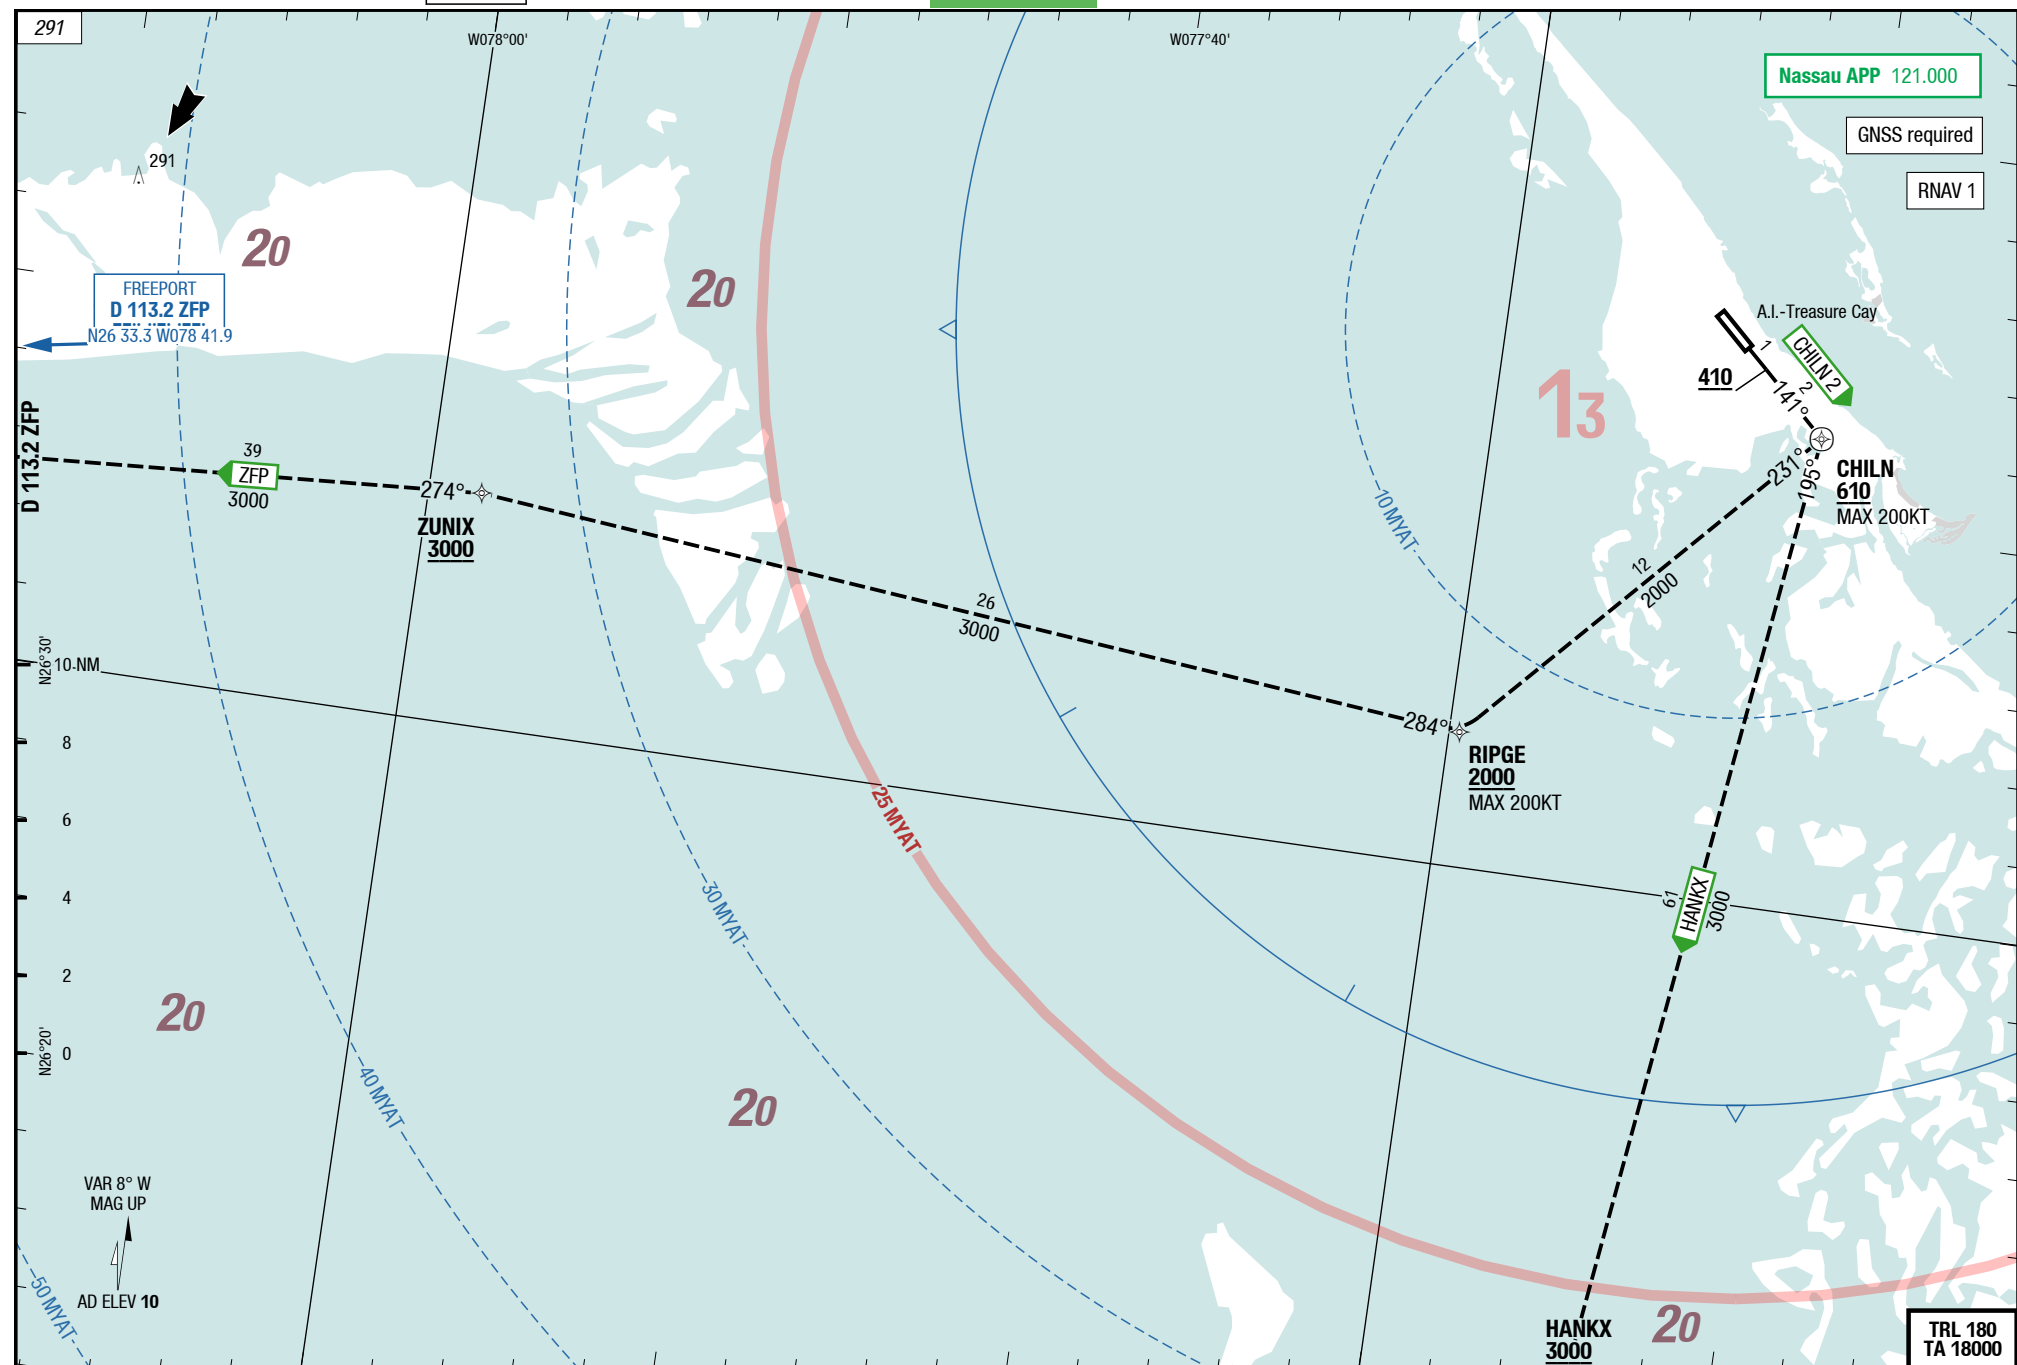 291
W078°00'
W077°40'
Nassau APP 121.000
GNSS required
RNAV 1
291
20
20
FREEPORT
D 113.2 ZFP
N26 33.3 W078 41.9
A.I.-Treasure Cay
1
CHILN 2
410
2
141°
13
D 113.2 ZFP
39
ZFP
3000
274°
ZUNIX
3000
231°
195°
CHILN
610
MAX 200KT
10 MYAT
12
2000
26
3000
284°
RIPGE
2000
MAX 200KT
N26°30'
10 NM
8
6
4
2
0
N26°20'
25 MYAT
30 MYAT
40 MYAT
50 MYAT
61
HANKX
3000
20
20
VAR 8° W
MAG UP
AD ELEV 10
HANKX
3000
20
TRL 180
TA 18000